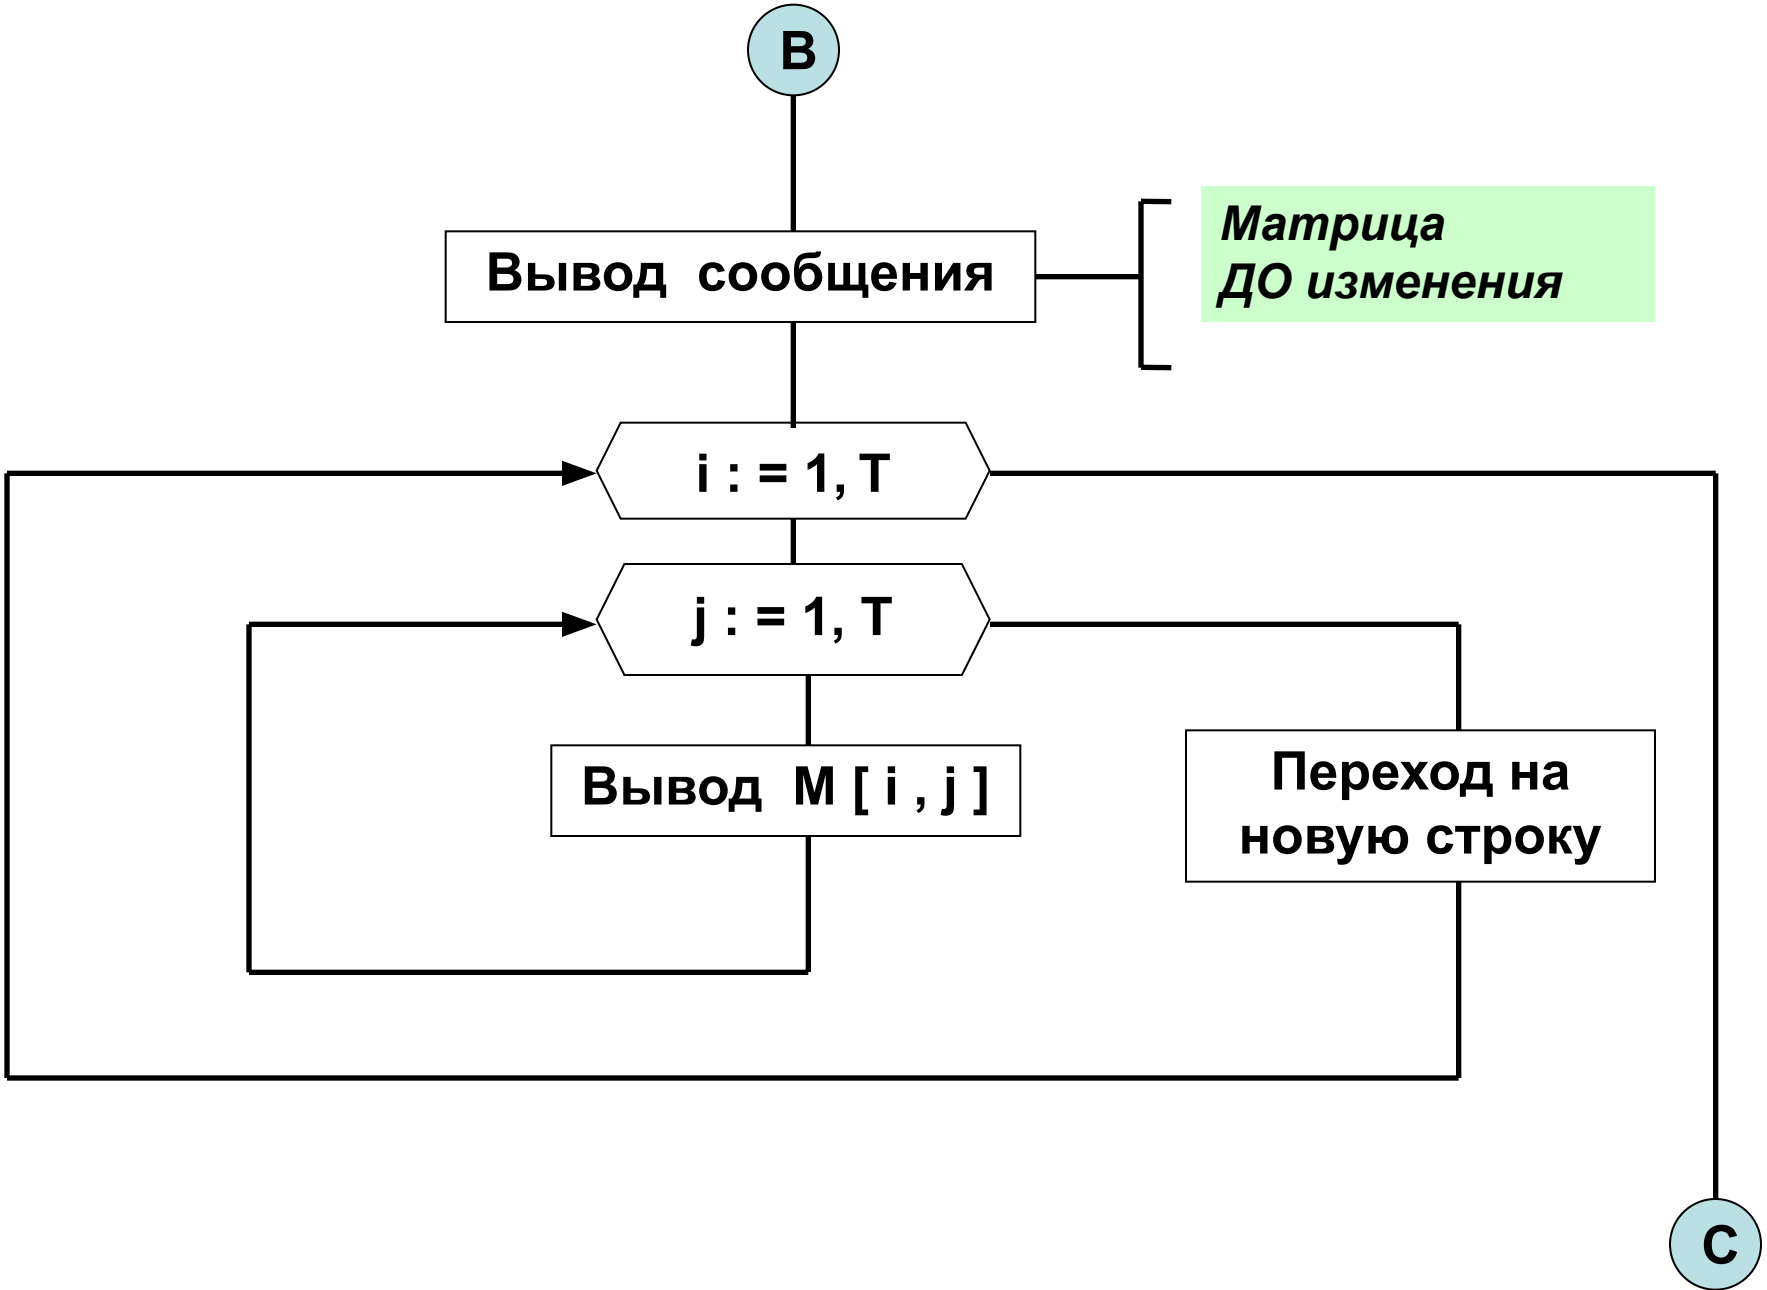 В
Вывод сообщения
Матрица
ДО изменения
i : = 1, T
j : = 1, T
Вывод M [ i , j ]
Переход на
новую строку
С